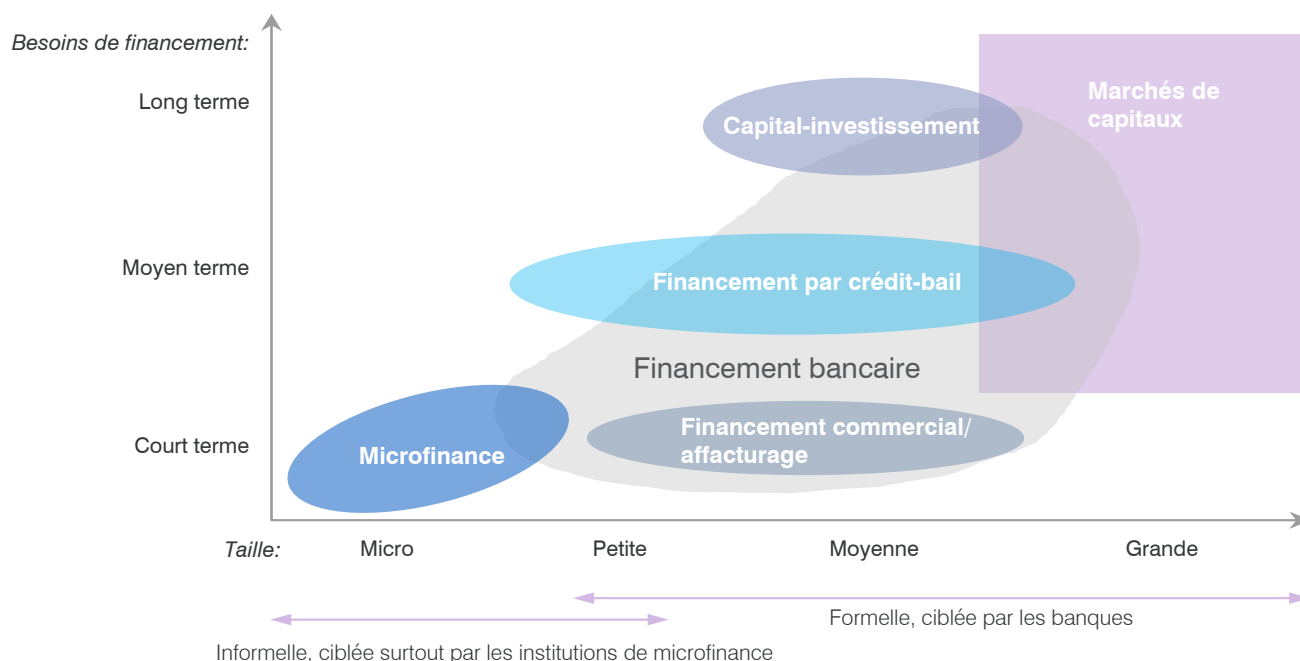 Besoins de financement:
Long terme
Capital-investissement
Marchés de
capitaux
Moyen terme
Financement par crédit-bail
Financement bancaire
Court terme
Microfinance
Financement commercial/
affacturage
Taille:
Micro
Petite
Moyenne
Grande
Formelle, ciblée par les banques
Informelle, ciblée surtout par les institutions de microfinance